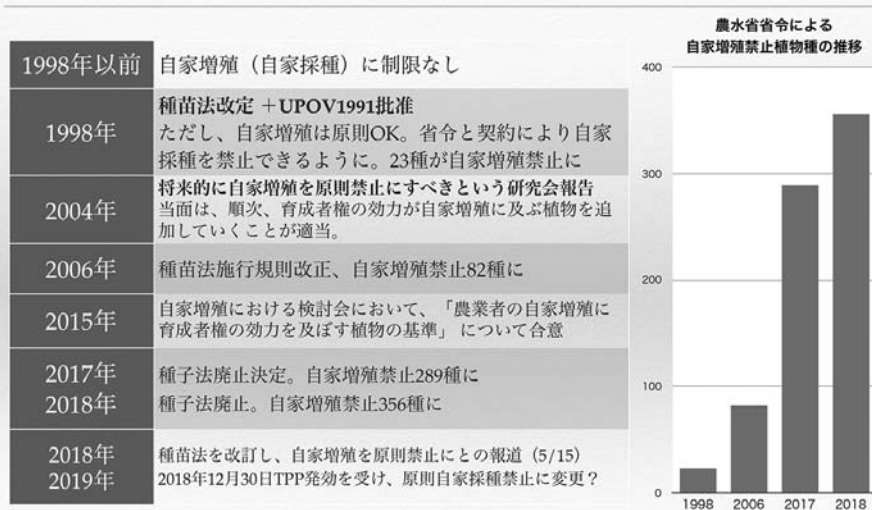 1998年以前
自家増殖（自家採種）に制限なし
1998年
種苗法改定 ＋UPOV1991批准
ただし、自家増殖は原則OK。省令と契約により自家
採種を禁止できるように。23種が自家増殖禁止に
2004年
将来的に自家増殖を原則禁止にすべきという研究会報告
当面は、順次、育成者権の効力が自家増殖に及ぶ植物を追
加していくことが適当。
2006年
種苗法施行規則改正、自家増殖禁止82種に
2015年
自家増殖における検討会において、「農業者の自家増殖に
育成者権の効力を及ぼす植物の基準」 について合意
2017年
種子法廃止決定。自家増殖禁止289種に
2018年
種子法廃止。自家増殖禁止356種に
2018年
種苗法を改訂し、自家増殖を原則禁止にとの報道（5/15）
2019年
2018年12月30日TPP発効を受け、原則自家採種禁止に変更？
農水省省令による
自家増殖禁止植物種の推移
400
300
200
100
0
1998 2006 2017 2018